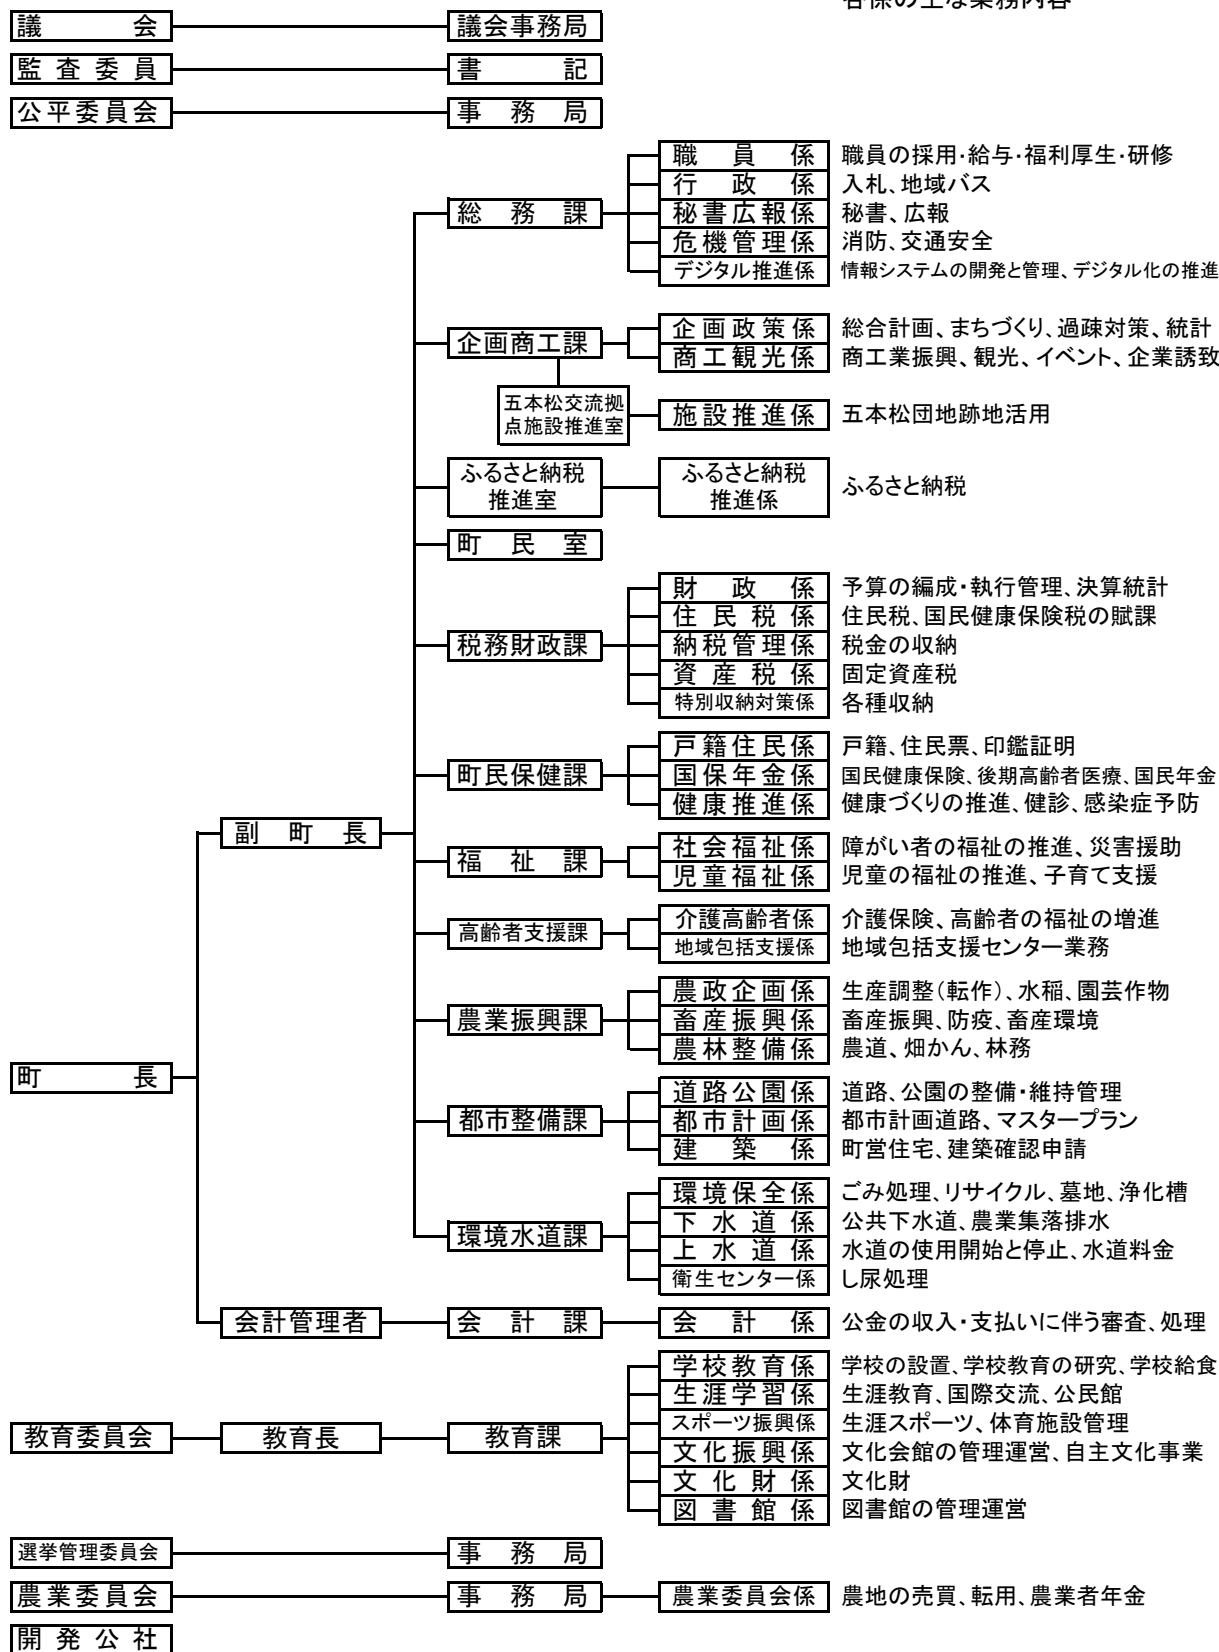 各係の主な業務内容
議会 議会事務局
監査委員 書記
公平委員会 事務局
職員係 職員の採用・給与・福利厚生・研修
行政係 入札、地域バス
総務課 秘書広報係 秘書、広報
危機管理係 消防、交通安全
デジタル推進係 情報システムの開発と管理、デジタル化の推進
企画商工課 企画政策係 総合計画、まちづくり、過疎対策、統計
商工観光係 商工業振興、観光、イベント、企業誘致
五本松交流拠
点施設推進室
施設推進係 五本松団地跡地活用
ふるさと納税
推進室
ふるさと納税
推進係
ふるさと納税
町民室
財政係 予算の編成・執行管理、決算統計
住民税係 住民税、国民健康保険税の賦課
税務財政課 納税管理係 税金の収納
資産税係 固定資産税
特別収納対策係 各種収納
戸籍住民係 戸籍、住民票、印鑑証明
町民保健課 国保年金係 国民健康保険、後期高齢者医療、国民年金
健康推進係 健康づくりの推進、健診、感染症予防
副町長
福祉課 社会福祉係 障がい者の福祉の推進、災害援助
児童福祉係 児童の福祉の推進、子育て支援
高齢者支援課 介護高齢者係 介護保険、高齢者の福祉の増進
地域包括支援係 地域包括支援センター業務
農政企画係 生産調整(転作)、水稲、園芸作物
農業振興課 畜産振興係 畜産振興、防疫、畜産環境
農林整備係 農道、畑かん、林務
町長
道路公園係 道路、公園の整備・維持管理
都市整備課 都市計画係 都市計画道路、マスタープラン
建築係 町営住宅、建築確認申請
環境保全係 ごみ処理、リサイクル、墓地、浄化槽
下水道係 公共下水道、農業集落排水
環境水道課 上水道係 水道の使用開始と停止、水道料金
衛生センター係 し尿処理
会計管理者 会計課 会計係 公金の収入・支払いに伴う審査、処理
学校教育係 学校の設置、学校教育の研究、学校給食
生涯学習係 生涯教育、国際交流、公民館
スポーツ振興係 生涯スポーツ、体育施設管理
教育委員会 教育長 教育課 文化振興係 文化会館の管理運営、自主文化事業
文化財係 文化財
図書館係 図書館の管理運営
選挙管理委員会 事務局
農業委員会 事務局 農業委員会係 農地の売買、転用、農業者年金
開発公社